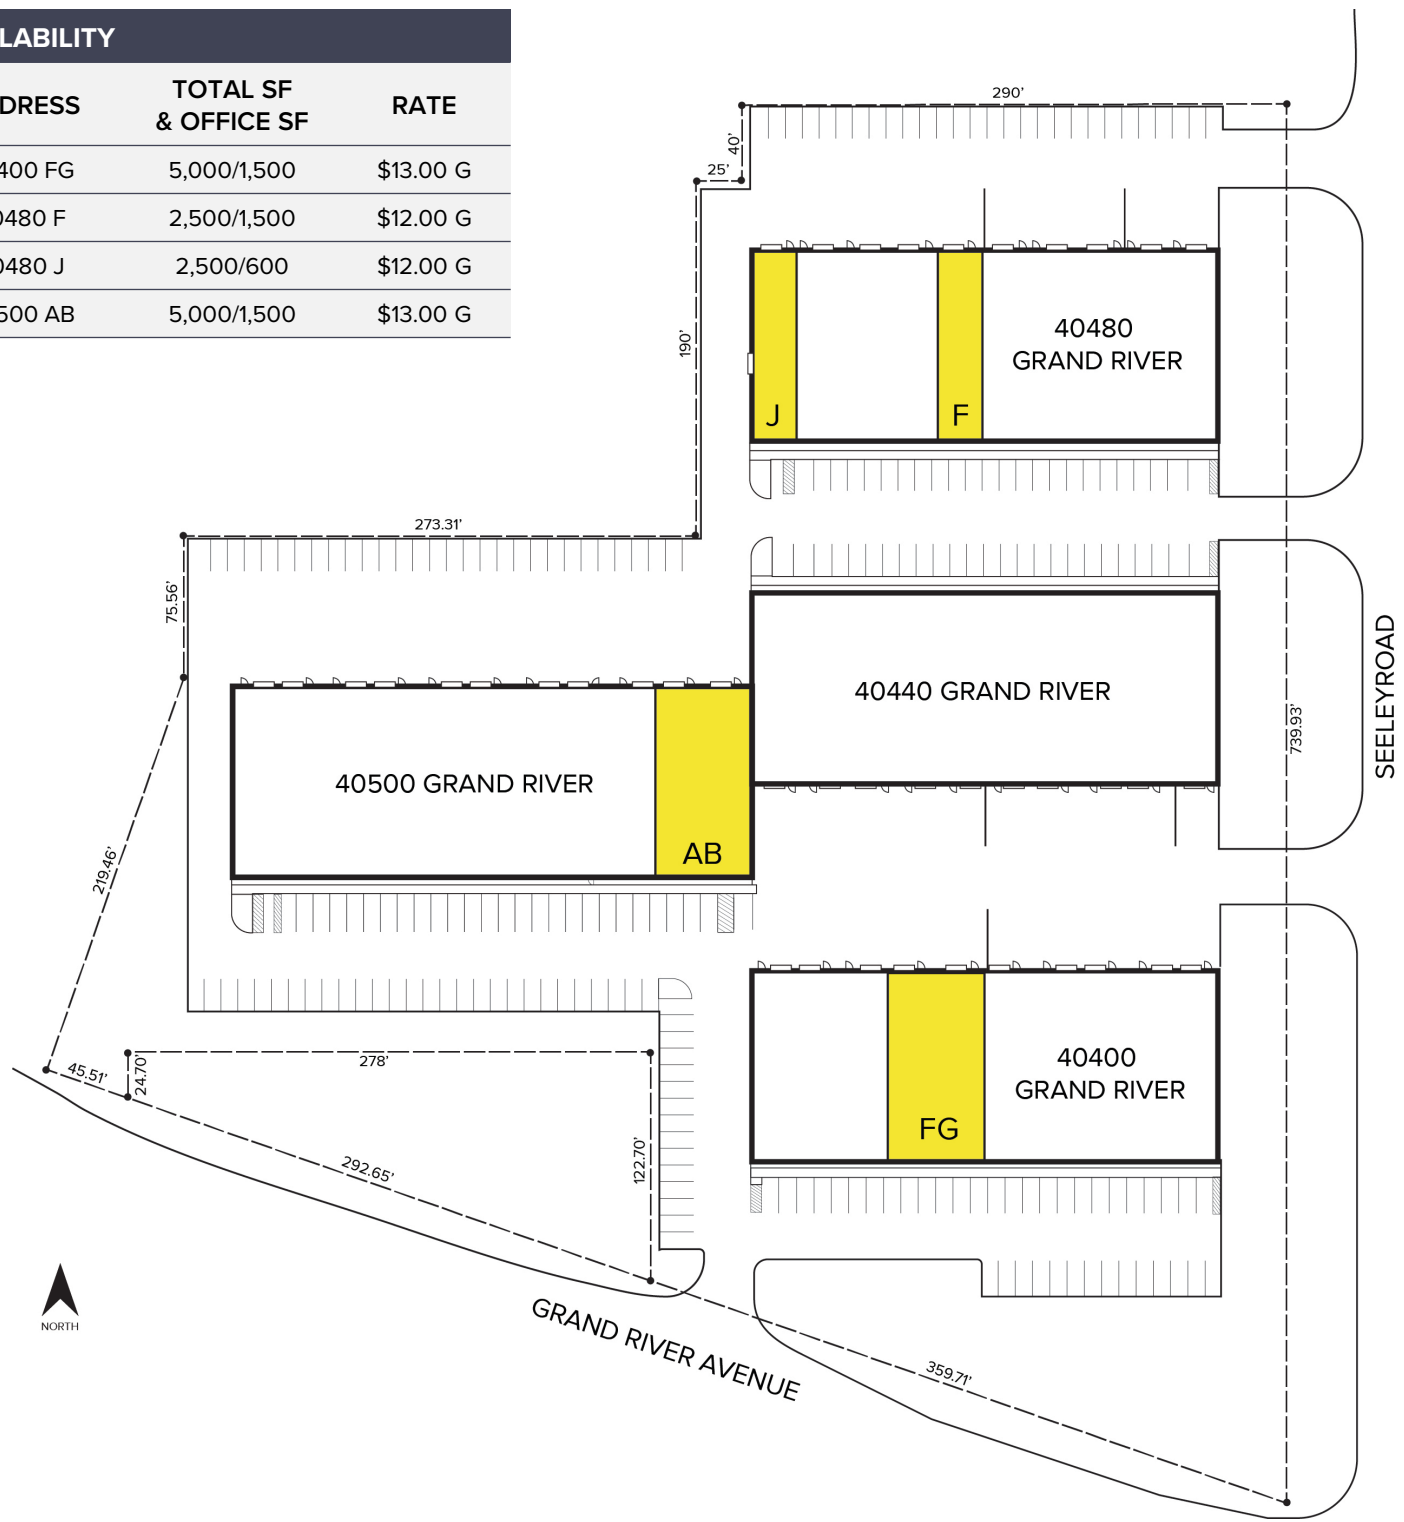 LABILITY
DRESS
TOTAL SF
& OFFICE SF
RATE
400 FG 5,000/1,500 $13.00 G
0480 F 2,500/1,500 $12.00 G
0480 J 2,500/600 $12.00 G
500 AB 5,000/1,500 $13.00 G
290’
40’
25’
190’
40480
GRAND RIVER
J
F
273.31’
75.56’
SEELEYROAD
40440 GRAND RIVER
739.93’
40500 GRAND RIVER
AB
219.46’
45.51’
24.70’
278’
40400
GRAND RIVER
FG
122.70’
292.65’
NORTH
GRAND RIVER AVENUE
359.71’